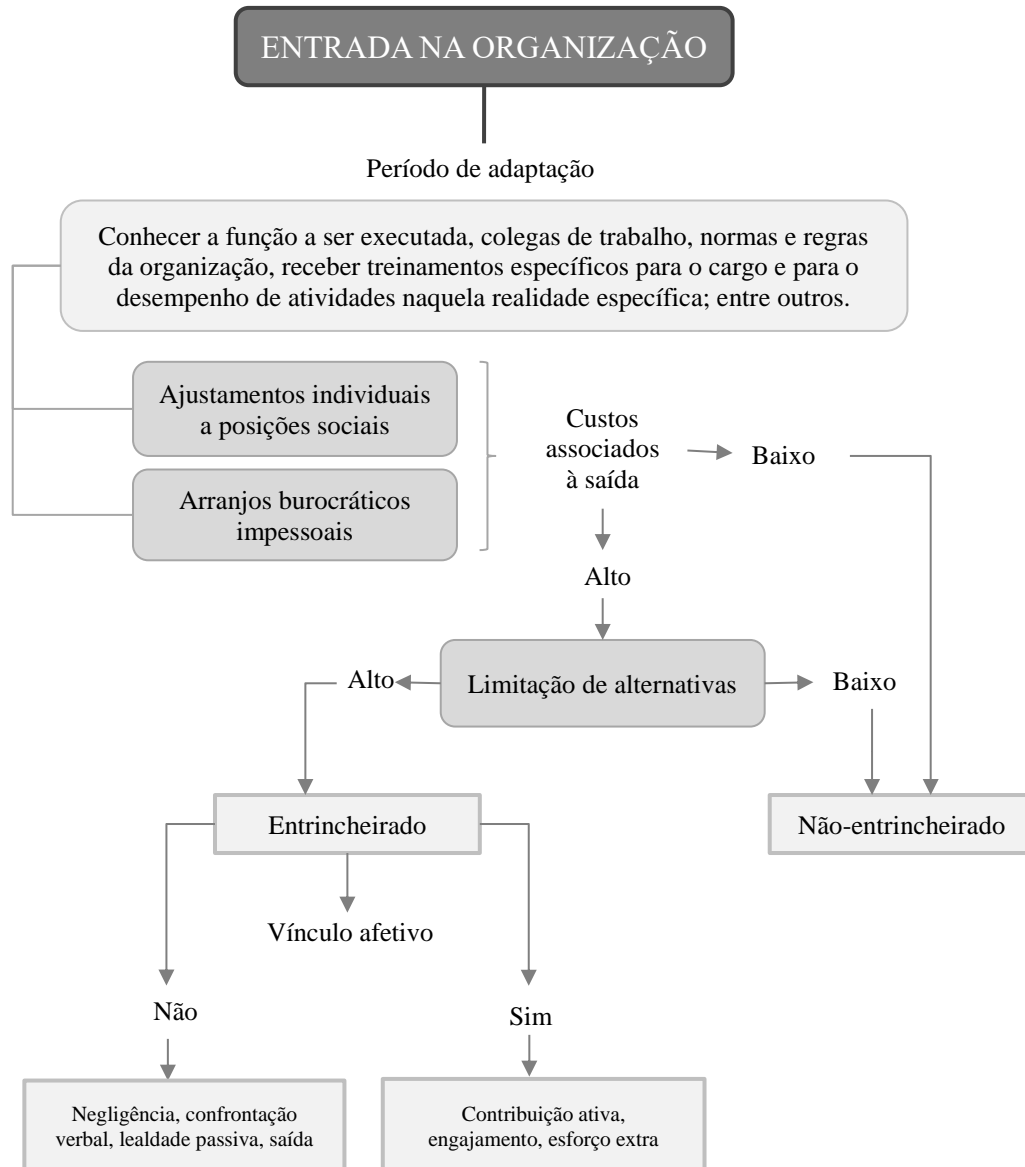 ENTRADA NA ORGANIZAÇÃO
Período de adaptação
Conhecer a função a ser executada, colegas de trabalho, normas e regras
da organização, receber treinamentos específicos para o cargo e para o
desempenho de atividades naquela realidade específica; entre outros.
Ajustamentos individuais
a posições sociais
Arranjos burocráticos
impessoais
Custos
associados
à saída
Baixo
Alto
Limitação de alternativas
Alto
Baixo
Entrincheirado
Não-entrincheirado
Vínculo afetivo
Não
Sim
Negligência, confrontação
verbal, lealdade passiva, saída
Contribuição ativa,
engajamento, esforço extra